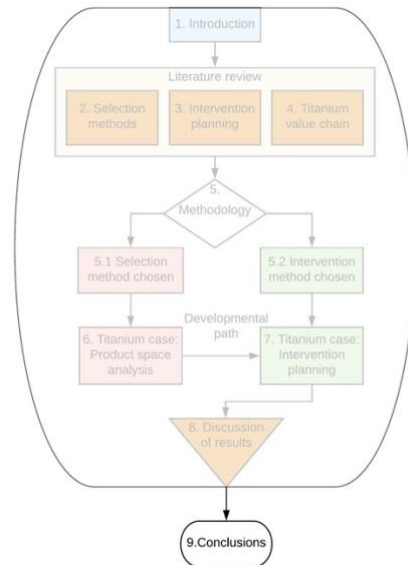 1. Introduction
Literature review
2. Selection
methods
3. Intervention
planning
4. Titanium
value chain
5.
Methodology
5.1 Selection
method chosen
5.2 Intervention
method chosen
Developmental
path
6. Titanium case:
Product space
analysis
7. Titanium case:
Intervention
planning
8. Discussion
of results
9.Conclusions